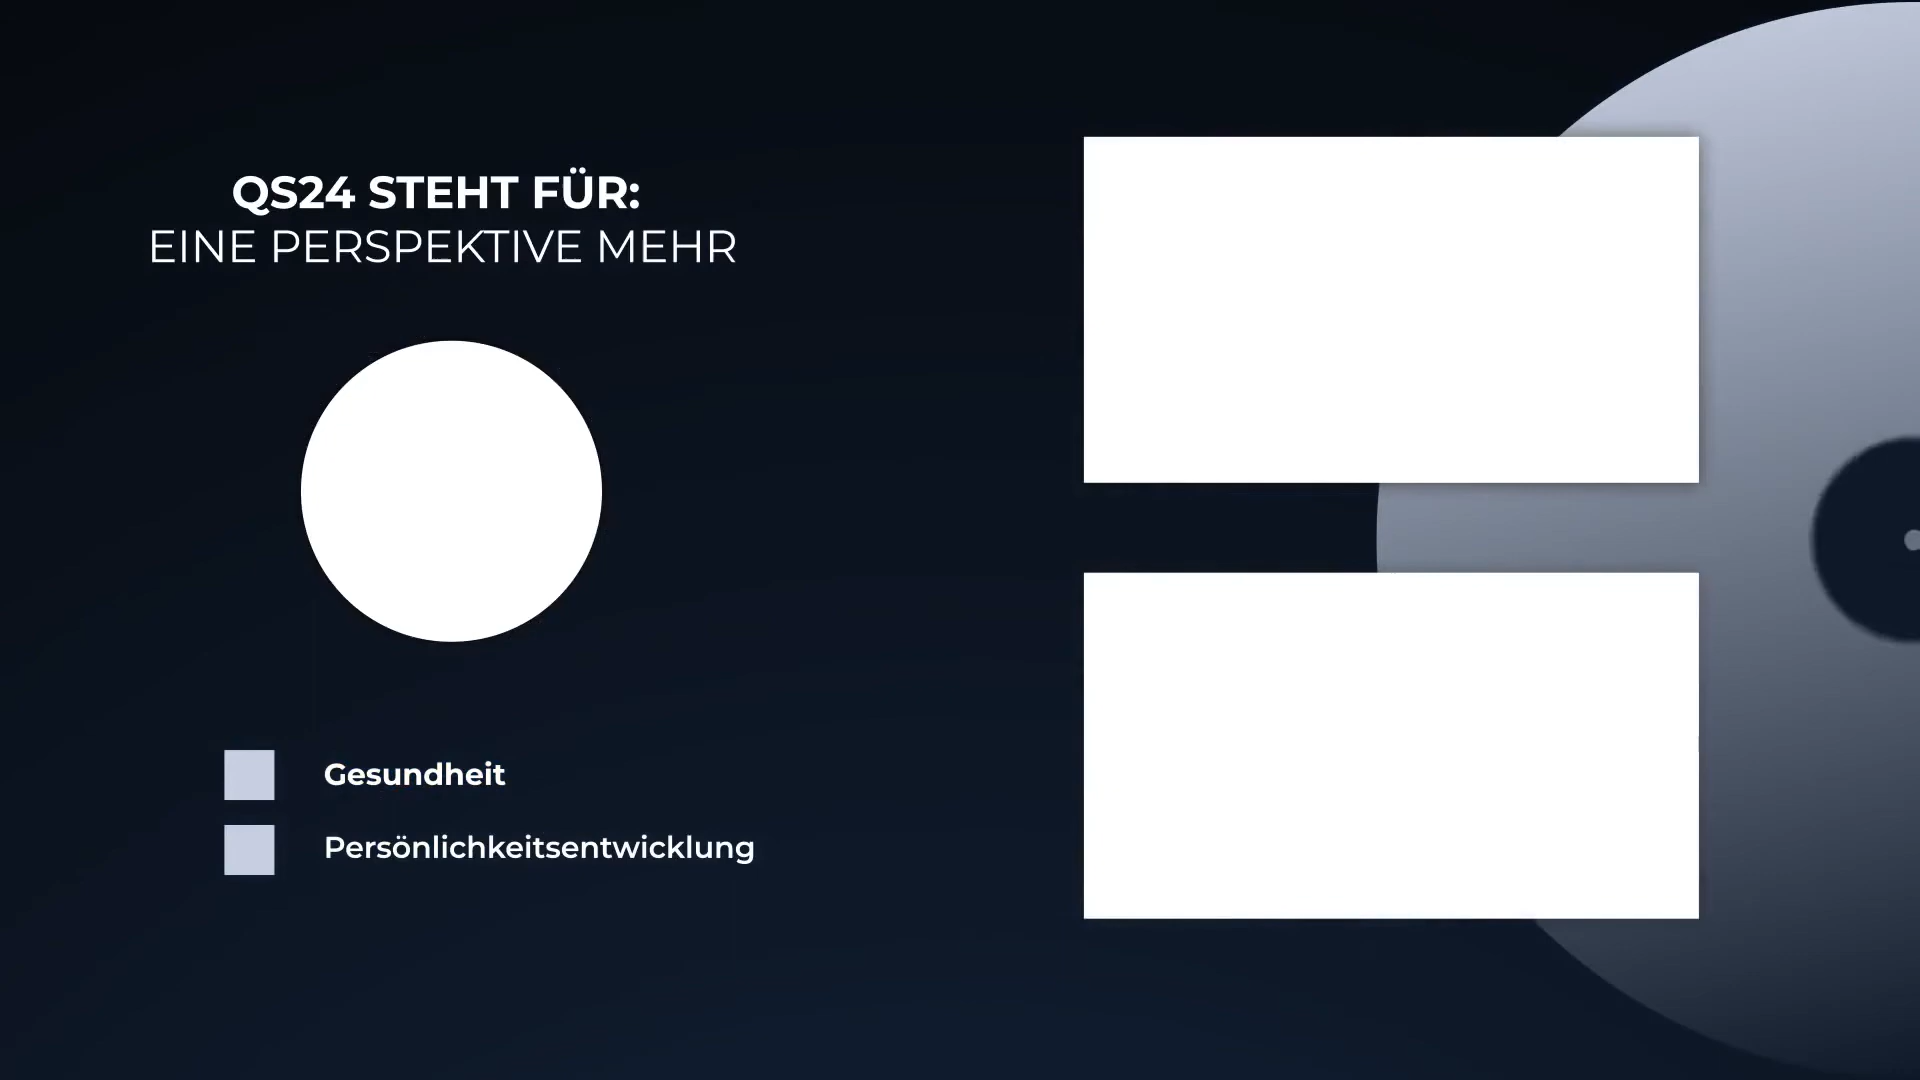 QS24 STEHT FÜR:
EINE PERSPEKTIVE MEHR
Gesundheit
Persönlichkeitsentwicklung